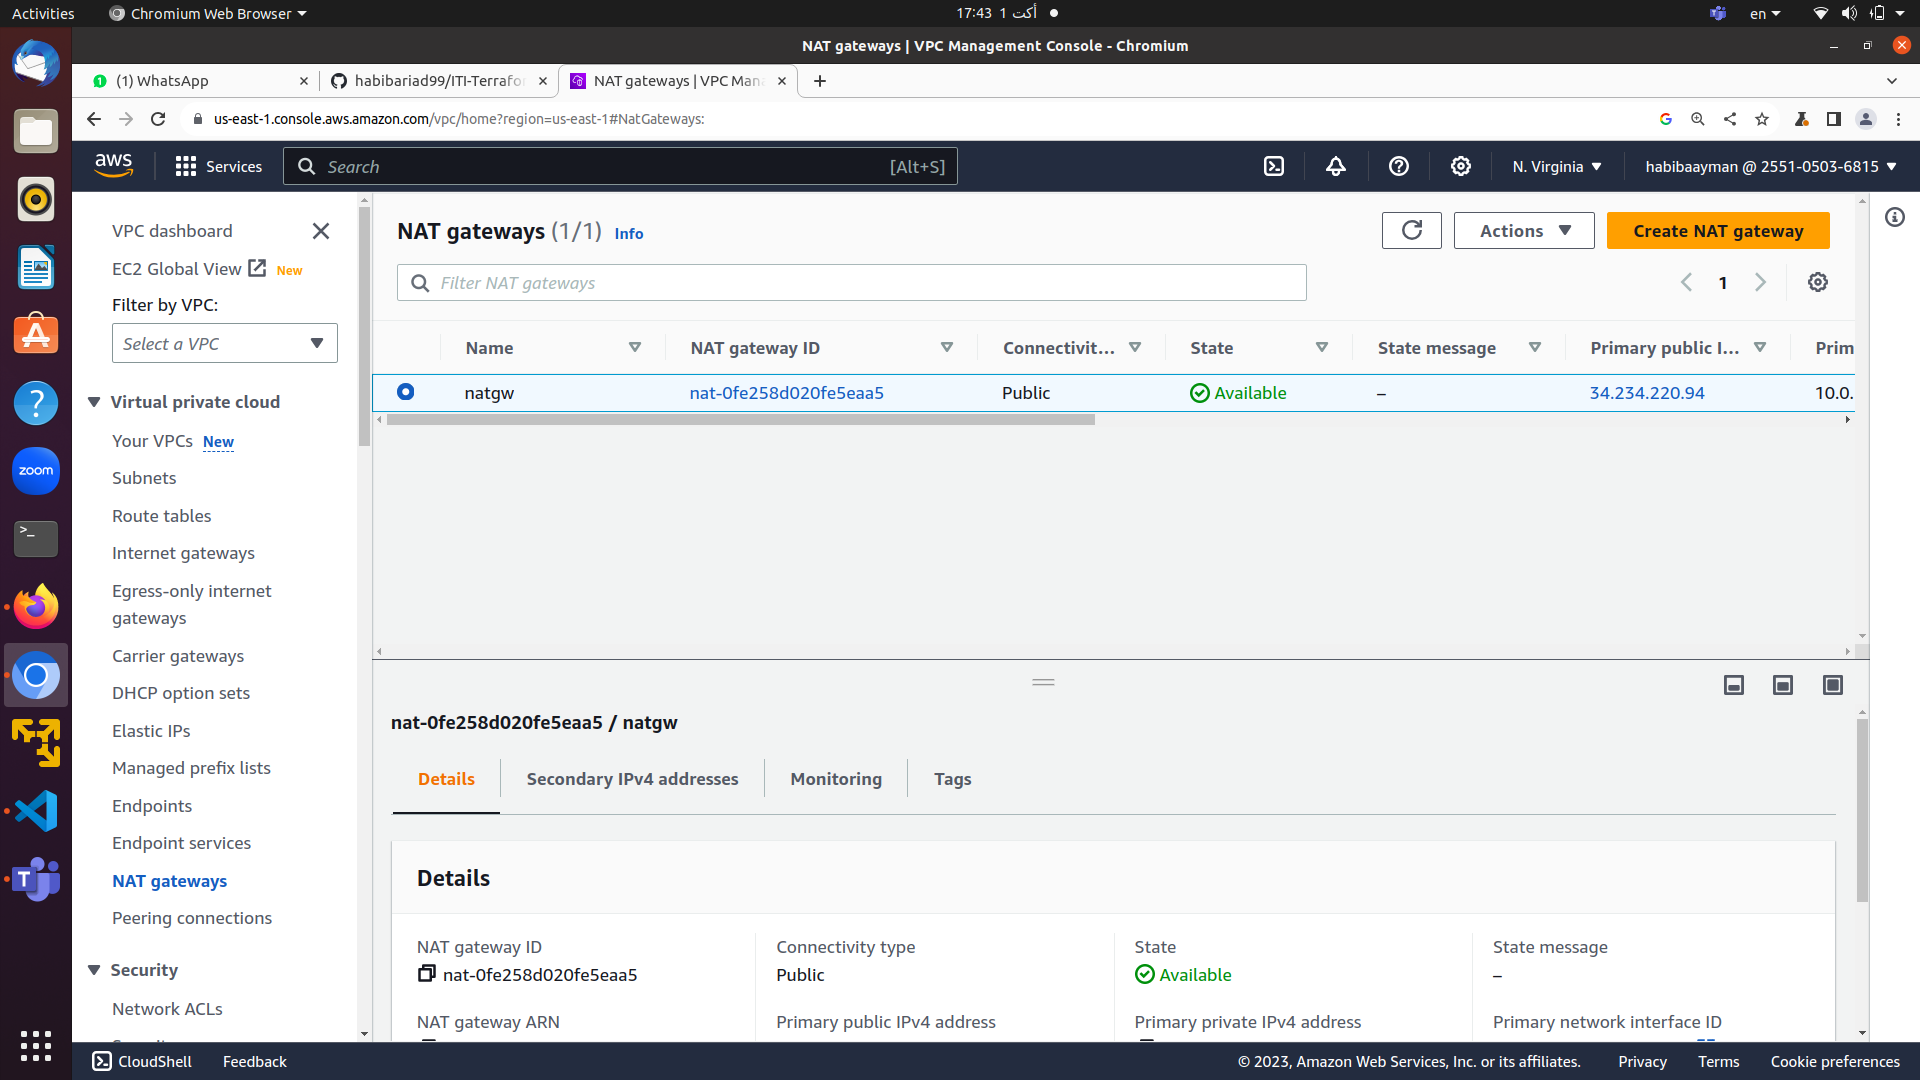 Activities
Chromium Web Browser
17:43 1 أكت
en
NAT gateways | VPC Management Console - Chromium
(1) WhatsApp
habibariad99/ITI-Terrafo
NAT gateways | VPC Man
us-east-1.console.aws.amazon.com/vpc/home?region=us-east-1#NatGateways:
aws
Services
Search
[Alt+S]
N. Virginia
habibaayman @ 2551-0503-6815
VPC dashboard
EC2 Global View New
Filter by VPC:
Select a VPC
Virtual private cloud
Your VPCs New
Subnets
Route tables
Internet gateways
Egress-only internet
gateways
Carrier gateways
DHCP option sets
Elastic IPs
Managed prefix lists
Endpoints
Endpoint services
NAT gateways
Peering connections
Security
Network ACLs
NAT gateways (1/1) Info
Actions
Create NAT gateway
Filter NAT gateways
1
Name NAT gateway ID Connectivit... State State message Primary public I... Prim
natgw nat-0fe258d020fe5eaa5 Public Available – 34.234.220.94 10.0.
nat-0fe258d020fe5eaa5 / natgw
Details Secondary IPv4 addresses Monitoring Tags
Details
NAT gateway ID
nat-0fe258d020fe5eaa5
Connectivity type
Public
State
Available
State message
–
NAT gateway ARN
Primary public IPv4 address
Primary private IPv4 address
Primary network interface ID
zoom
CloudShell
Feedback
© 2023, Amazon Web Services, Inc. or its affiliates.
Privacy
Terms
Cookie preferences